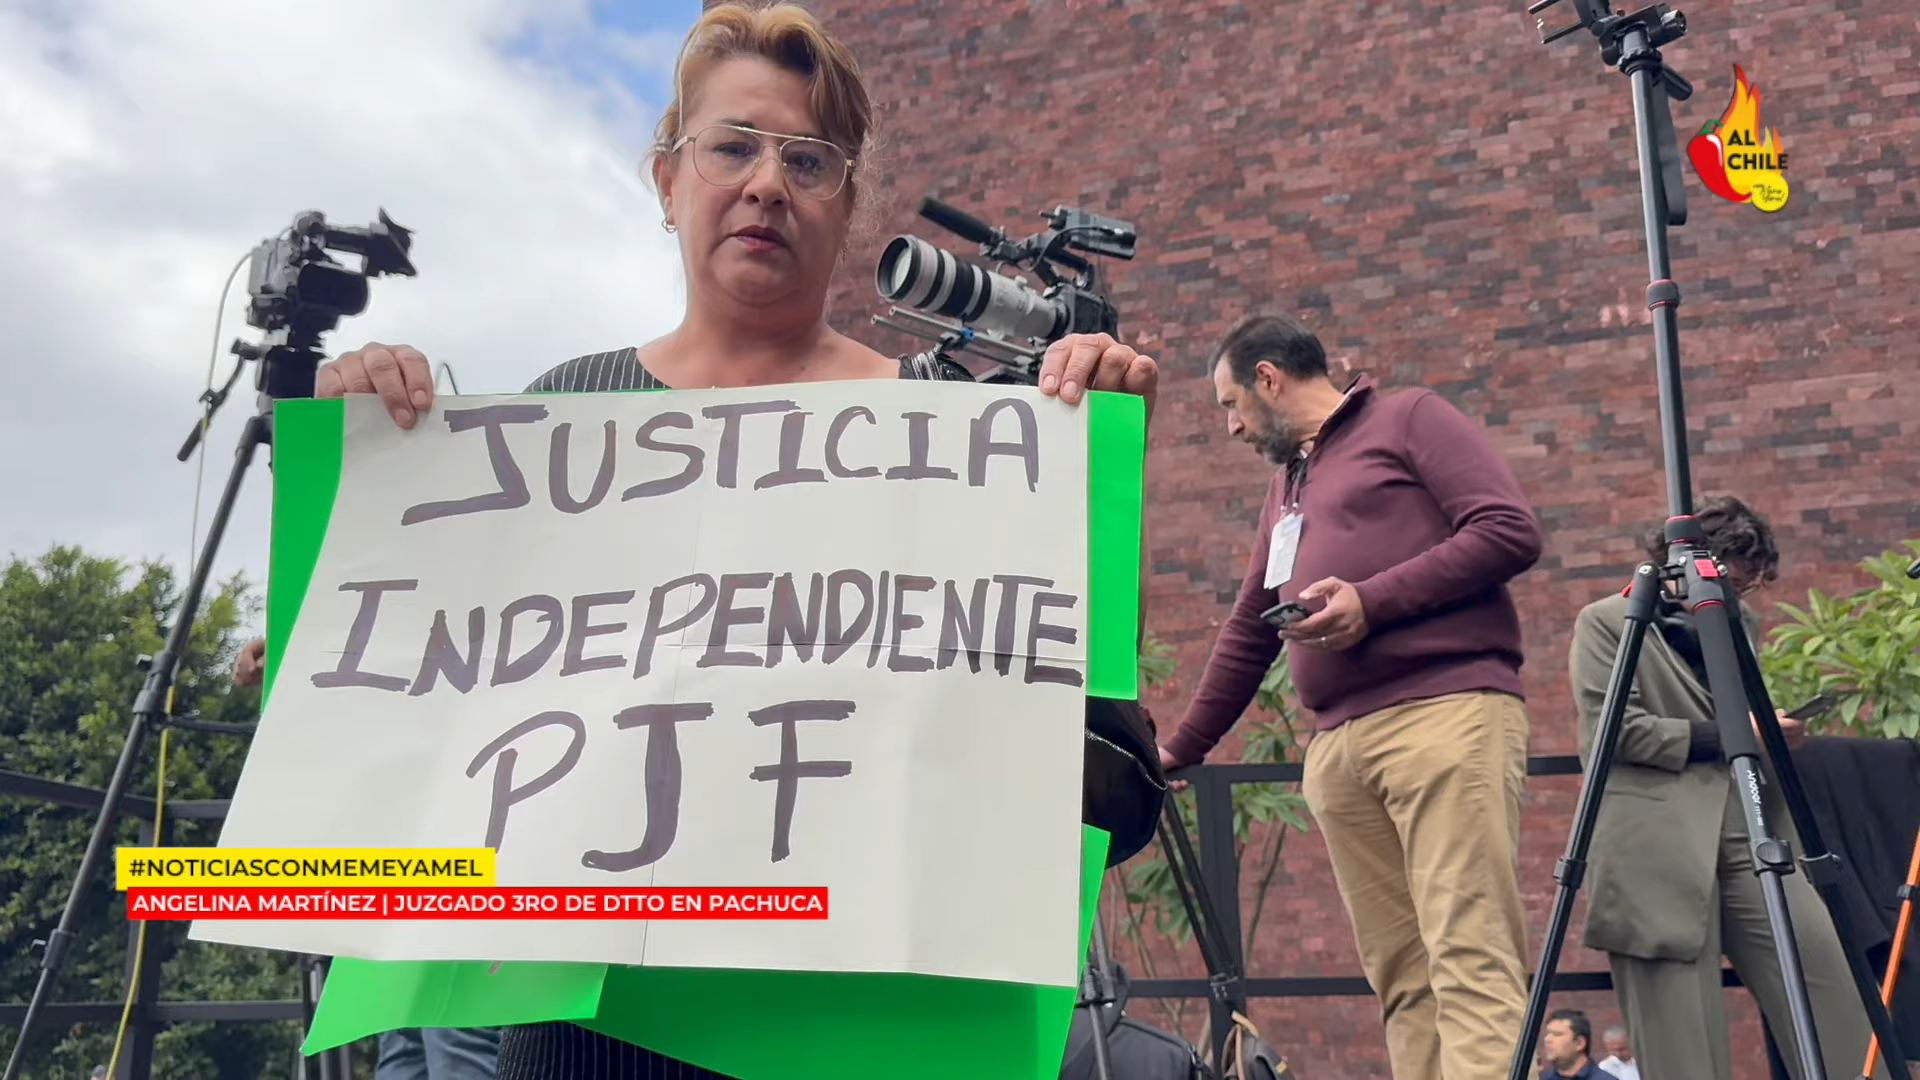 AL
CHILE
JUSTICIA
INDEPENDIENTE
PJF
#NOTICIASCONMEMEYAMEL
ANGELINA MARTÍNEZ | JUZGADO 3RO DE DTTO EN PACHUCA